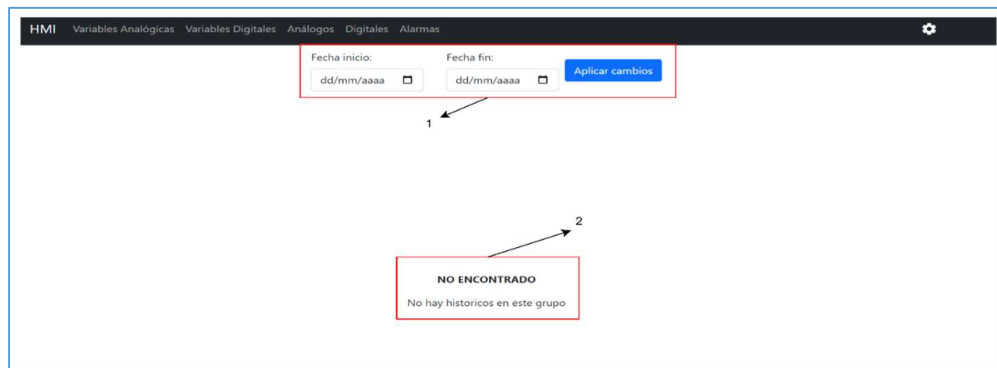 HMI Variables Analógicas Variables Digitales Análogos Digitales Alarmas
Fecha inicio: Fecha fin:
dd/mm/aaaa dd/mm/aaaa Aplicar cambios
1
2
NO ENCONTRADO
No hay historicos en este grupo